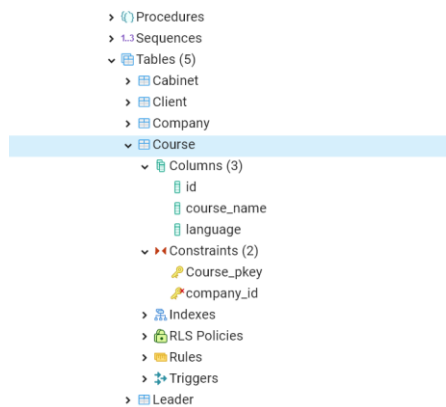 Procedures
1..3 Sequences
Tables (5)
Cabinet
Client
Company
Course
Columns (3)
id
course_name
language
Constraints (2)
Course_pkey
company_id
Indexes
RLS Policies
Rules
Triggers
Leader